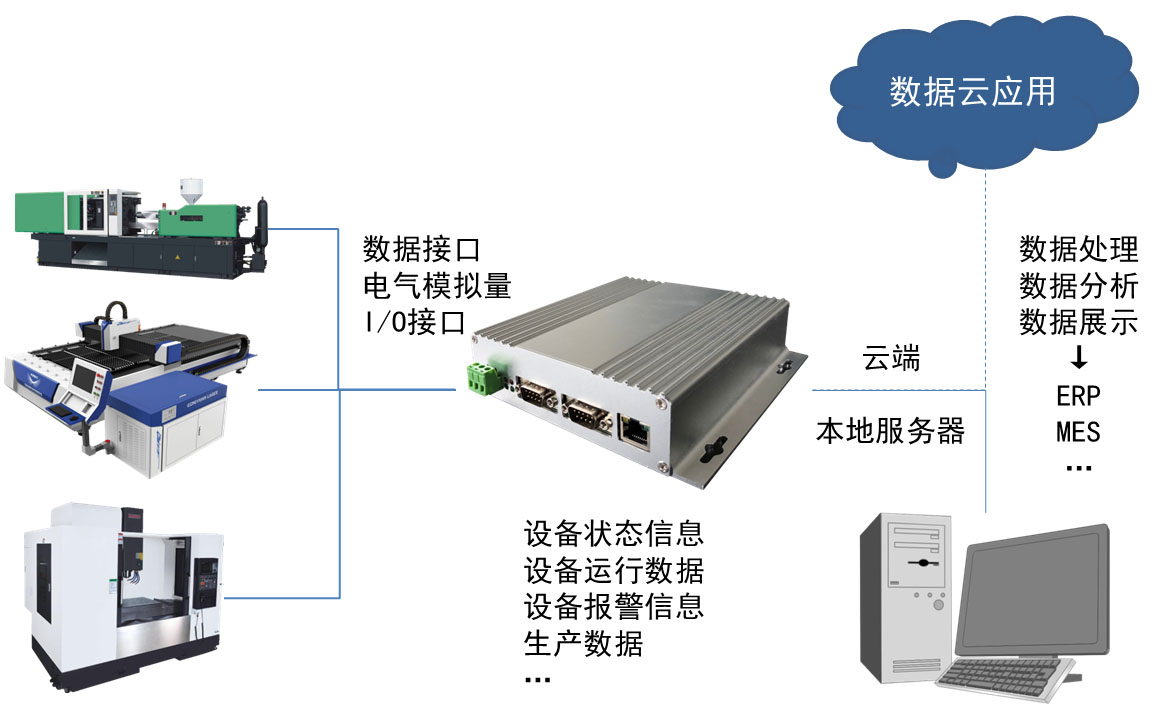 数据云应用
数据接口
电气模拟量
I/O接口
数据处理
数据分析
数据展示
↓
ERP
MES
…
云端
本地服务器
设备状态信息
设备运行数据
设备报警信息
生产数据
…